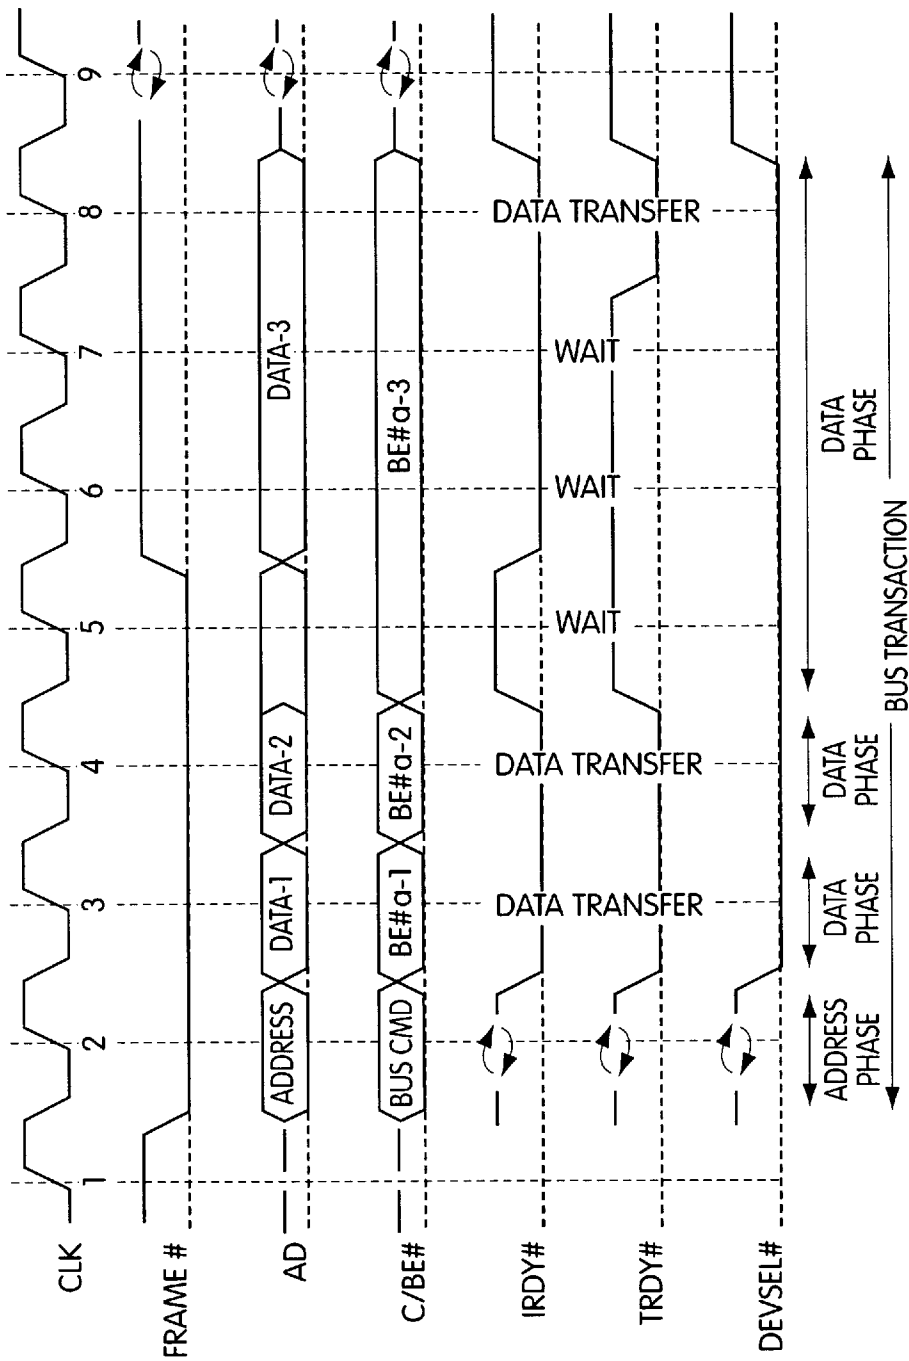 CLK
1 2 3 4 5 6 7 8 9
FRAME #
AD
ADDRESS DATA-1 DATA-2 DATA-3
C/BE#
BUS CMD BE#a-1 BE#a-2 BE#a-3
IRDY#
DATA TRANSFER DATA TRANSFER WAIT WAIT WAIT DATA TRANSFER
TRDY#
DEVSEL#
ADDRESS
PHASE
DATA
PHASE
DATA
PHASE
DATA
PHASE
BUS TRANSACTION